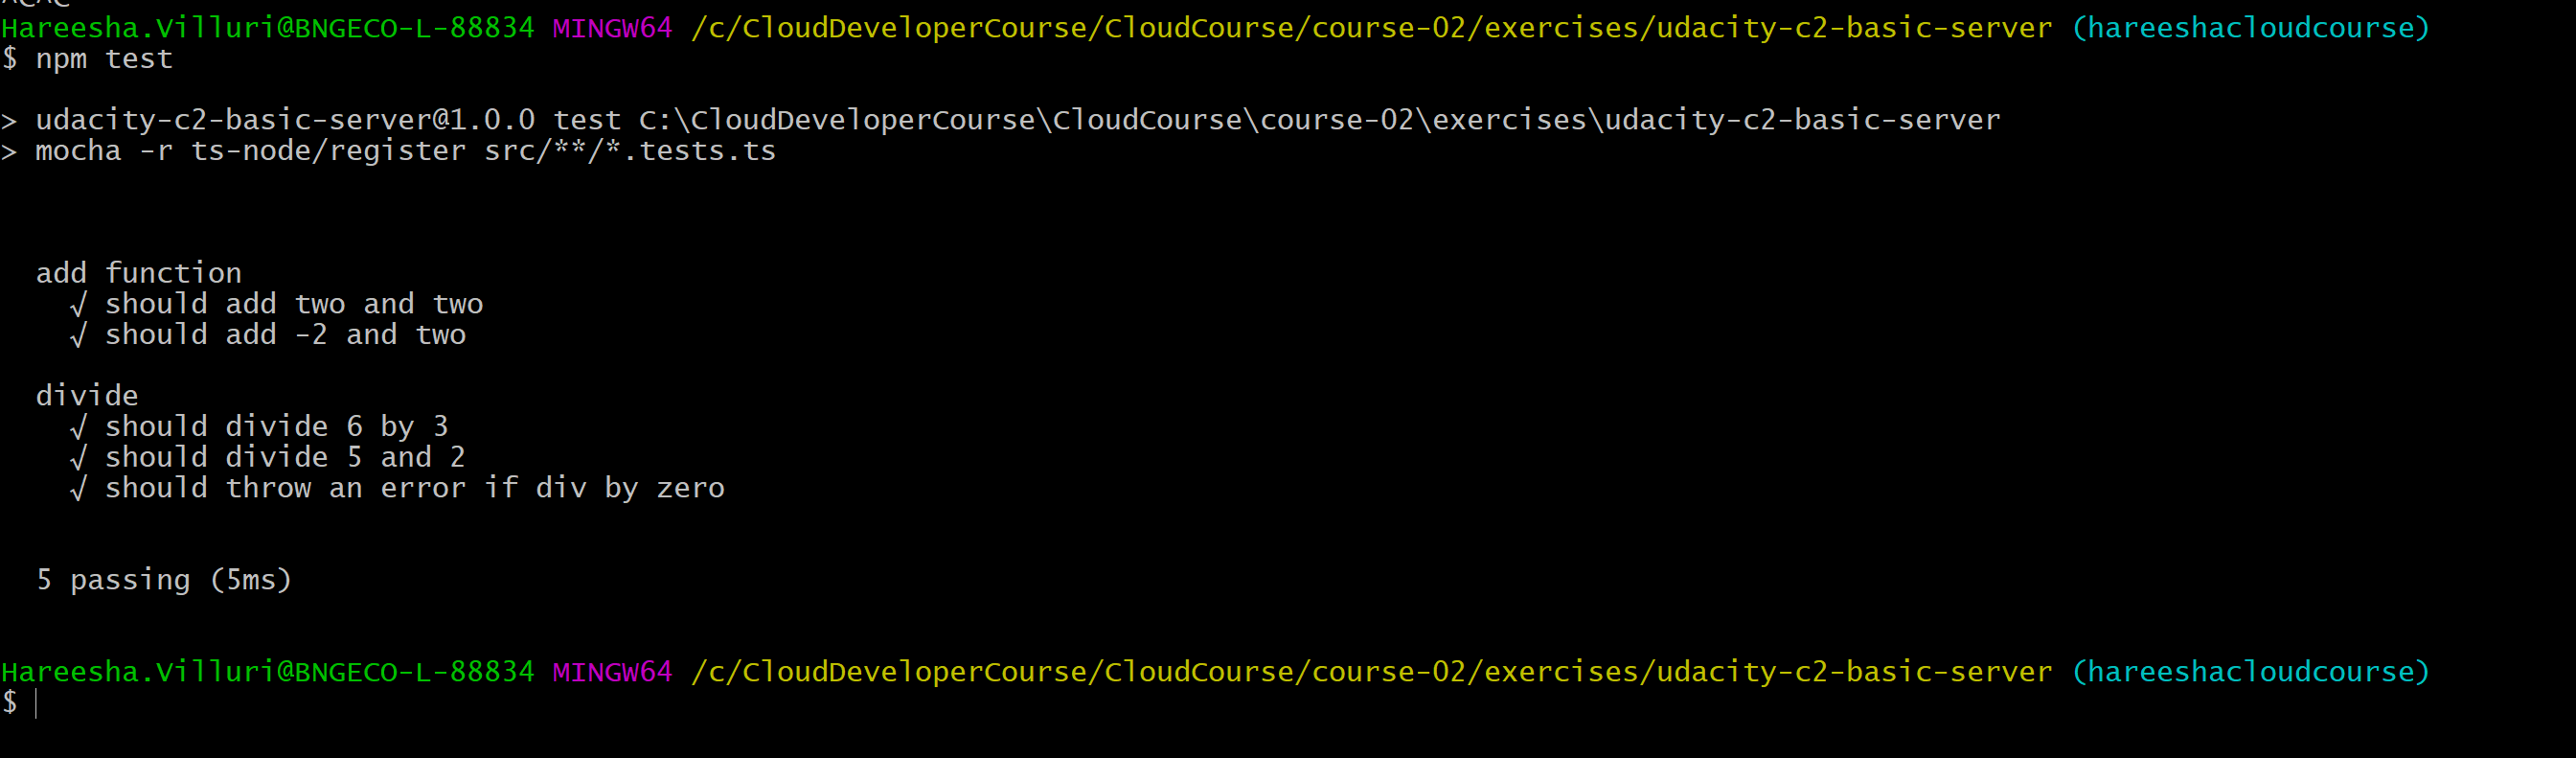 Hareesha.Villuri@BNGECO-L-88834 MINGW64 /c/CloudDeveloperCourse/CloudCourse/course-02/exercises/udacity-c2-basic-server (hareeshacloudcourse)
$ npm test
> udacity-c2-basic-server@1.0.0 test C:\CloudDeveloperCourse\CloudCourse\course-02\exercises\udacity-c2-basic-server
> mocha -r ts-node/register src/**/*.tests.ts
add function
√ should add two and two
√ should add -2 and two
divide
√ should divide 6 by 3
√ should divide 5 and 2
√ should throw an error if div by zero
5 passing (5ms)
Hareesha.Villuri@BNGECO-L-88834 MINGW64 /c/CloudDeveloperCourse/CloudCourse/course-02/exercises/udacity-c2-basic-server (hareeshacloudcourse)
$